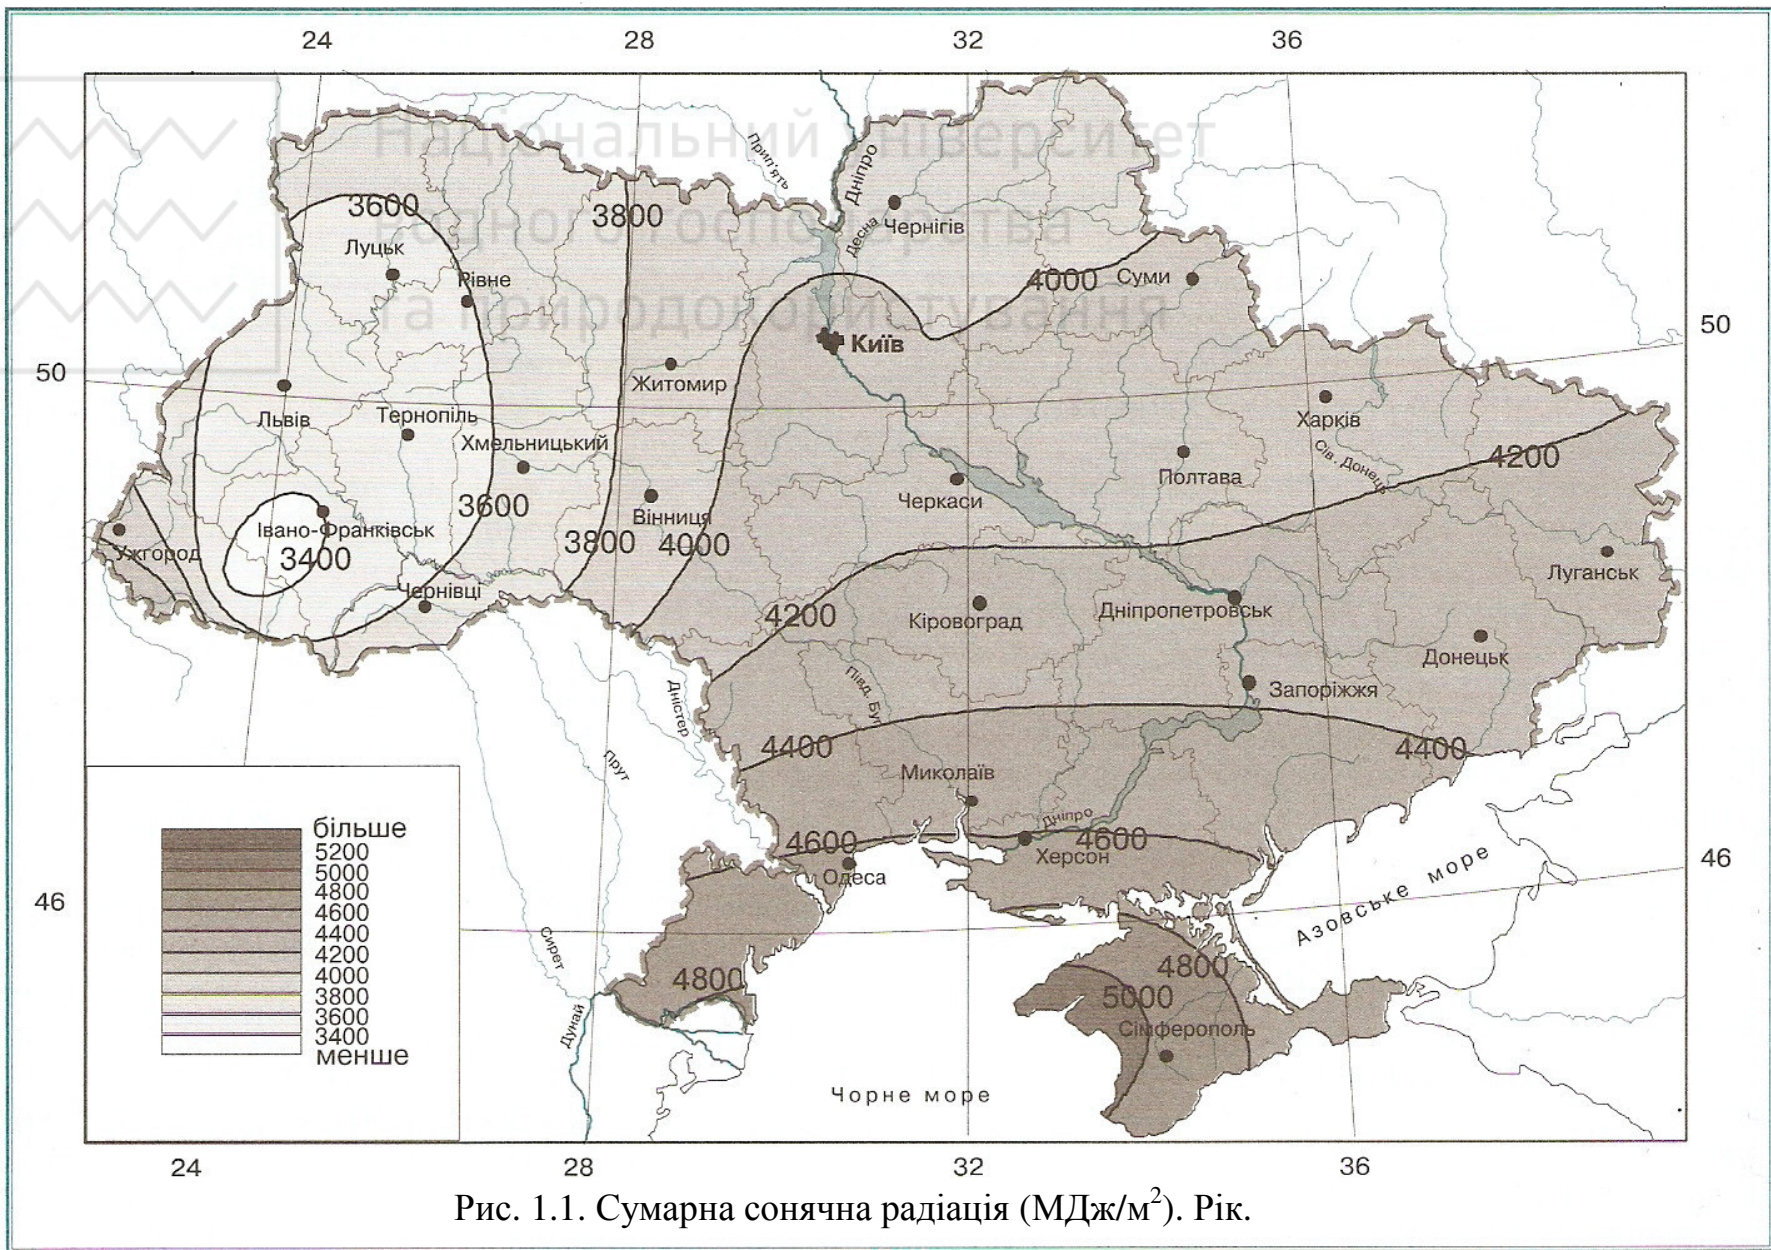 24 28 32 36
Національний університет
водного господарства
та природокористування
Прип'ять
Дніпро
Десна
Чернігів
3600
3800
Луцьк
Рівне
4000
Суми
50
50
Київ
Житомир
Львів
Тернопіль
Хмельницький
Харків
Сів. Донець
4200
Полтава
Черкаси
3600
Вінниця
Івано-Франківськ
3400
3800
4000
Ужгород
Чернівці
Луганськ
4200
Кіровоград
Дніпропетровськ
Донецьк
Запоріжжя
Півд. Буг
Дністер
4400
4400
Прут
Миколаїв
Дніпро
4600
4600
Херсон
Одеса
46
46
Азовське море
Сирет
4800
4800
5000
Сімферополь
Дунай
Чорне море
більше
5200
5000
4800
4600
4400
4200
4000
3800
3600
3400
менше
24 28 32 36
Рис. 1.1. Сумарна сонячна радіація (МДж/м²). Рік.